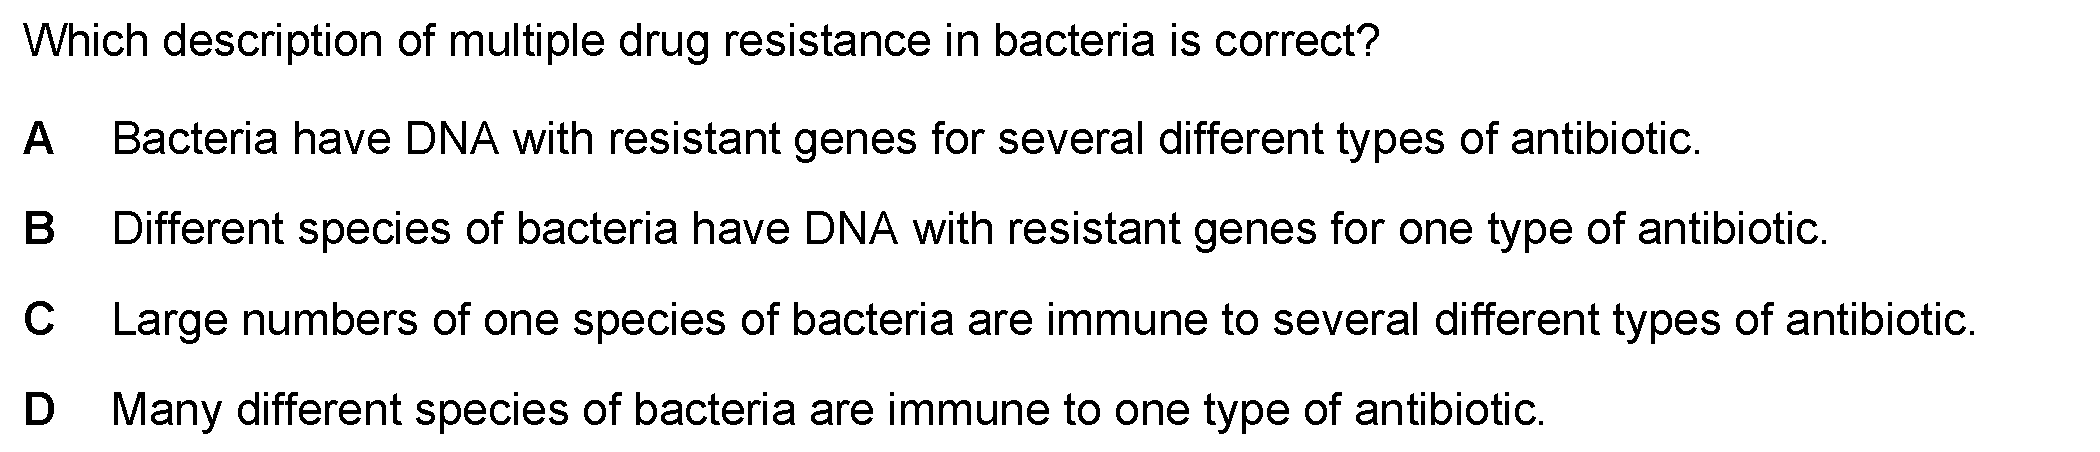 Which description of multiple drug resistance in bacteria is correct?
A Bacteria have DNA with resistant genes for several different types of antibiotic.
B Different species of bacteria have DNA with resistant genes for one type of antibiotic.
C Large numbers of one species of bacteria are immune to several different types of antibiotic.
D Many different species of bacteria are immune to one type of antibiotic.